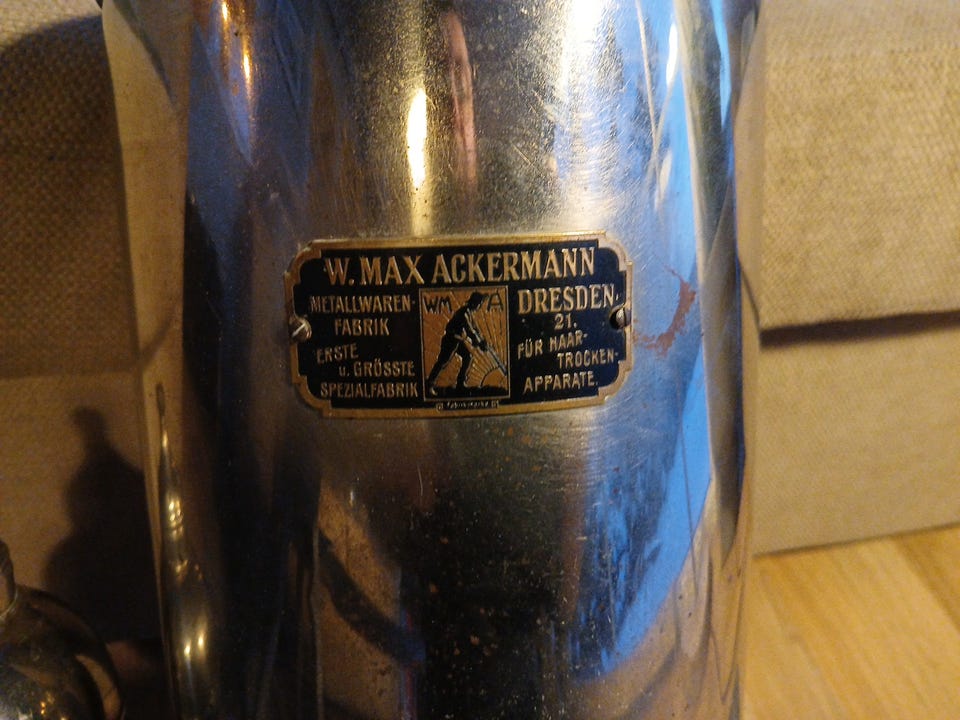 W. MAX ACKERMANN
METALLWAREN-
FABRIK
ERSTE
u. GRÖSSTE
SPEZIALFABRIK
WM A
DRESDEN
21.
FÜR HAAR-
TROCKEN-
APPARATE.